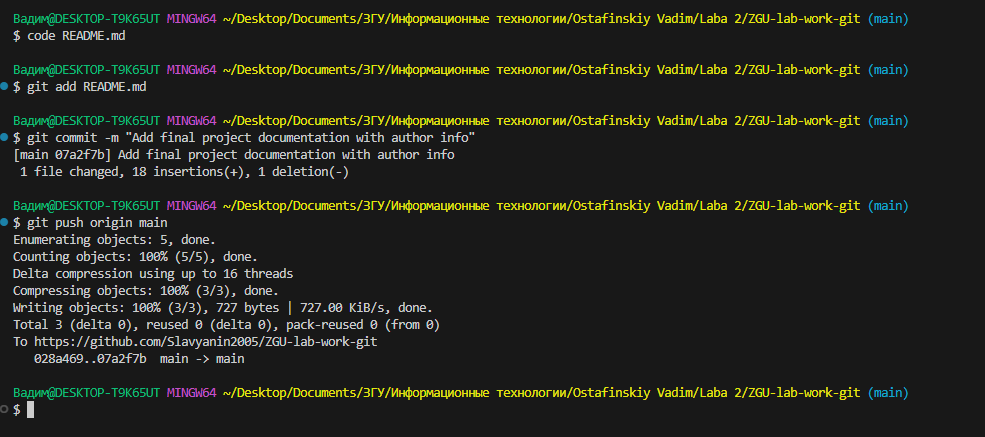 Вадим@DESKTOP-T9K65UT MINGW64 ~/Desktop/Documents/ЗГУ/Информационные технологии/Ostafinskiy Vadim/Laba 2/ZGU-lab-work-git (main)
$ code README.md
Вадим@DESKTOP-T9K65UT MINGW64 ~/Desktop/Documents/ЗГУ/Информационные технологии/Ostafinskiy Vadim/Laba 2/ZGU-lab-work-git (main)
$ git add README.md
Вадим@DESKTOP-T9K65UT MINGW64 ~/Desktop/Documents/ЗГУ/Информационные технологии/Ostafinskiy Vadim/Laba 2/ZGU-lab-work-git (main)
$ git commit -m "Add final project documentation with author info"
[main 07a2f7b] Add final project documentation with author info
 1 file changed, 18 insertions(+), 1 deletion(-)
Вадим@DESKTOP-T9K65UT MINGW64 ~/Desktop/Documents/ЗГУ/Информационные технологии/Ostafinskiy Vadim/Laba 2/ZGU-lab-work-git (main)
$ git push origin main
Enumerating objects: 5, done.
Counting objects: 100% (5/5), done.
Delta compression using up to 16 threads
Compressing objects: 100% (3/3), done.
Writing objects: 100% (3/3), 727 bytes | 727.00 KiB/s, done.
Total 3 (delta 0), reused 0 (delta 0), pack-reused 0 (from 0)
To https://github.com/Slavyanin2005/ZGU-lab-work-git
   028a469..07a2f7b  main -> main
Вадим@DESKTOP-T9K65UT MINGW64 ~/Desktop/Documents/ЗГУ/Информационные технологии/Ostafinskiy Vadim/Laba 2/ZGU-lab-work-git (main)
$